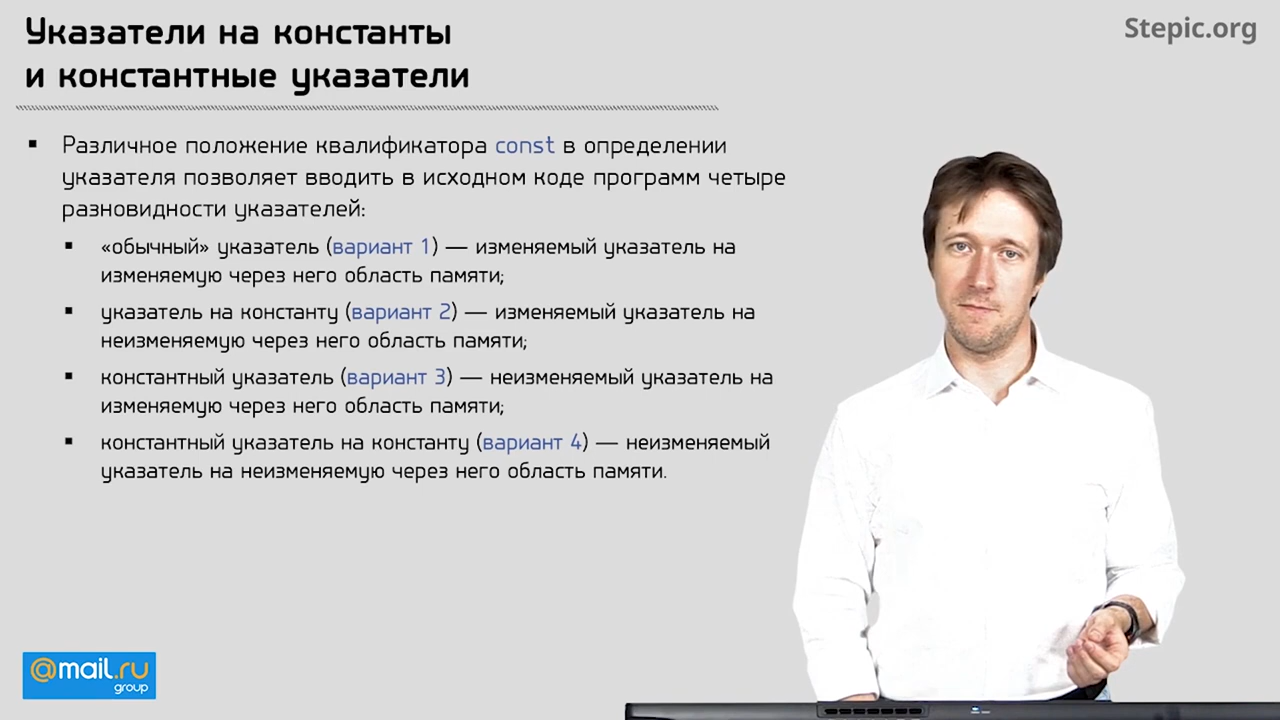 Указатели на константы
и константные указатели
Stepic.org
▪ Различное положение квалификатора const в определении
указателя позволяет вводить в исходном коде программ четыре
разновидности указателей:
▪ «обычный» указатель (вариант 1) — изменяемый указатель на
изменяемую через него область памяти;
▪ указатель на константу (вариант 2) — изменяемый указатель на
неизменяемую через него область памяти;
▪ константный указатель (вариант 3) — неизменяемый указатель на
изменяемую через него область памяти;
▪ константный указатель на константу (вариант 4) — неизменяемый
указатель на неизменяемую через него область памяти.
@mail.ru
group